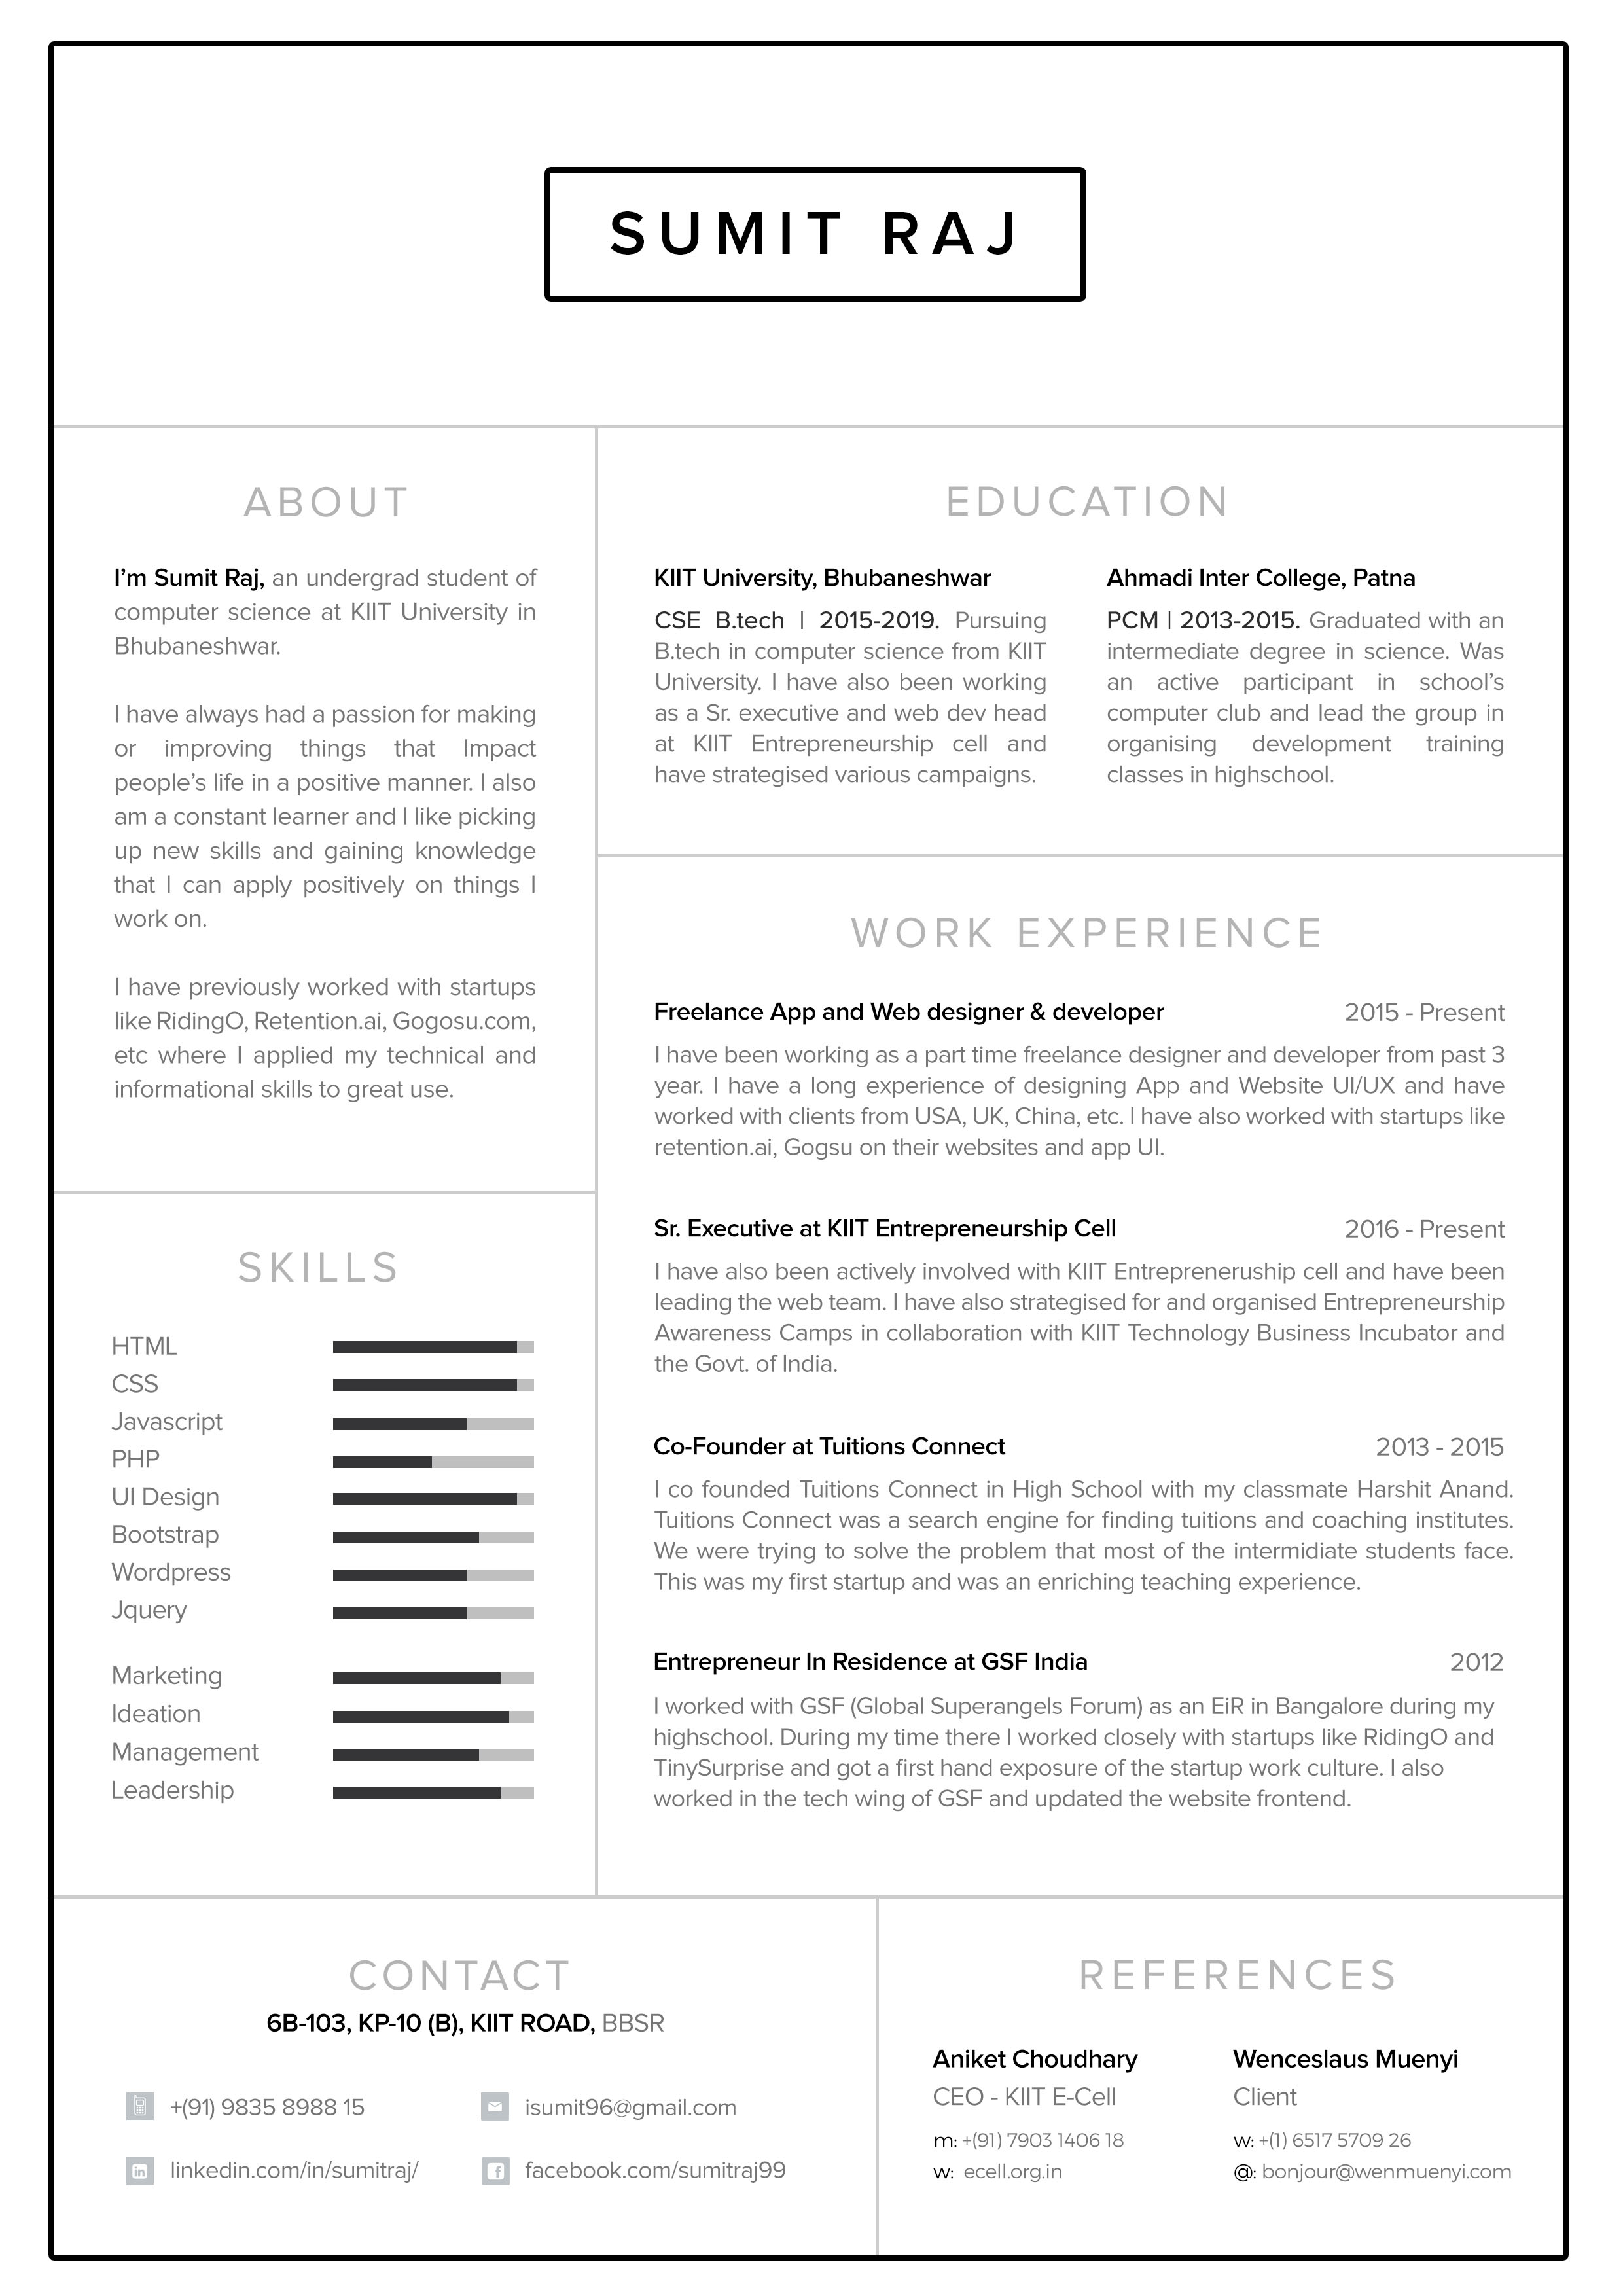 SUMIT RAJ
ABOUT
I’m Sumit Raj, an undergrad student of
computer science at KIIT University in
Bhubaneshwar.
I have always had a passion for making
or improving things that Impact
people’s life in a positive manner. I also
am a constant learner and I like picking
up new skills and gaining knowledge
that I can apply positively on things I
work on.
I have previously worked with startups
like RidingO, Retention.ai, Gogosu.com,
etc where I applied my technical and
informational skills to great use.
SKILLS
HTML
CSS
Javascript
PHP
UI Design
Bootstrap
Wordpress
Jquery
Marketing
Ideation
Management
Leadership
EDUCATION
KIIT University, Bhubaneshwar
CSE B.tech | 2015-2019. Pursuing
B.tech in computer science from KIIT
University. I have also been working
as a Sr. executive and web dev head
at KIIT Entrepreneurship cell and
have strategised various campaigns.
Ahmadi Inter College, Patna
PCM | 2013-2015. Graduated with an
intermediate degree in science. Was
an active participant in school’s
computer club and lead the group in
organising development training
classes in highschool.
WORK EXPERIENCE
Freelance App and Web designer & developer 2015 - Present
I have been working as a part time freelance designer and developer from past 3
year. I have a long experience of designing App and Website UI/UX and have
worked with clients from USA, UK, China, etc. I have also worked with startups like
retention.ai, Gogsu on their websites and app UI.
Sr. Executive at KIIT Entrepreneurship Cell 2016 - Present
I have also been actively involved with KIIT Entrepreneruship cell and have been
leading the web team. I have also strategised for and organised Entrepreneurship
Awareness Camps in collaboration with KIIT Technology Business Incubator and
the Govt. of India.
Co-Founder at Tuitions Connect 2013 - 2015
I co founded Tuitions Connect in High School with my classmate Harshit Anand.
Tuitions Connect was a search engine for finding tuitions and coaching institutes.
We were trying to solve the problem that most of the intermidiate students face.
This was my first startup and was an enriching teaching experience.
Entrepreneur In Residence at GSF India 2012
I worked with GSF (Global Superangels Forum) as an EiR in Bangalore during my
highschool. During my time there I worked closely with startups like RidingO and
TinySurprise and got a first hand exposure of the startup work culture. I also
worked in the tech wing of GSF and updated the website frontend.
CONTACT
6B-103, KP-10 (B), KIIT ROAD, BBSR
+(91) 9835 8988 15
isumit96@gmail.com
linkedin.com/in/sumitraj/
facebook.com/sumitraj99
REFERENCES
Aniket Choudhary
CEO - KIIT E-Cell
m: +(91) 7903 1406 18
w: ecell.org.in
Wenceslaus Muenyi
Client
w: +(1) 6517 5709 26
@: bonjour@wenmuenyi.com